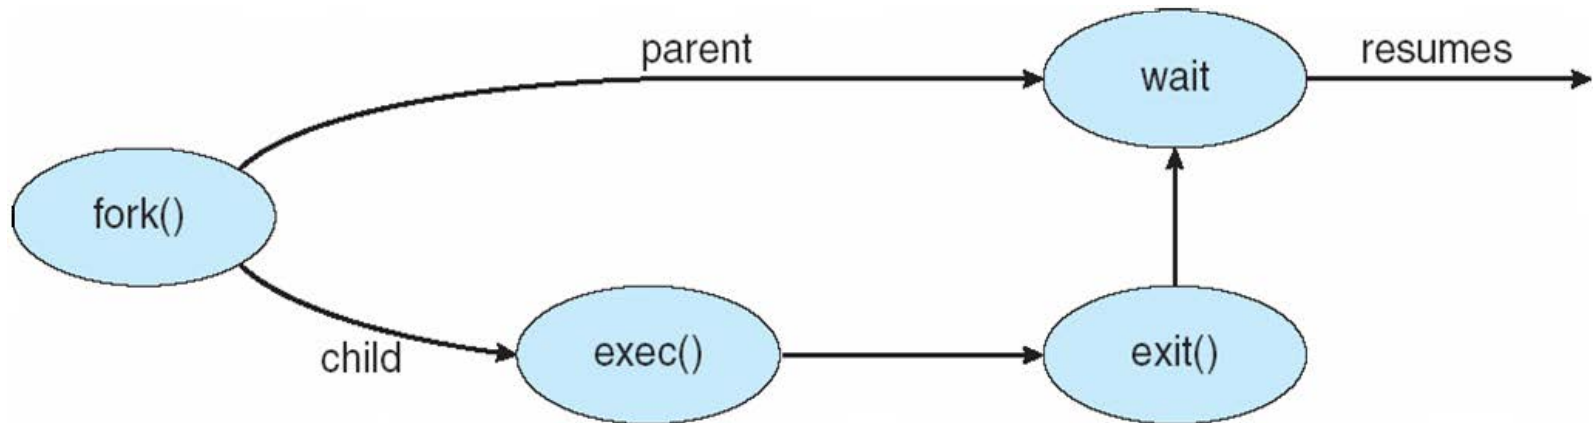 parent
wait
resumes
fork()
child
exec()
exit()